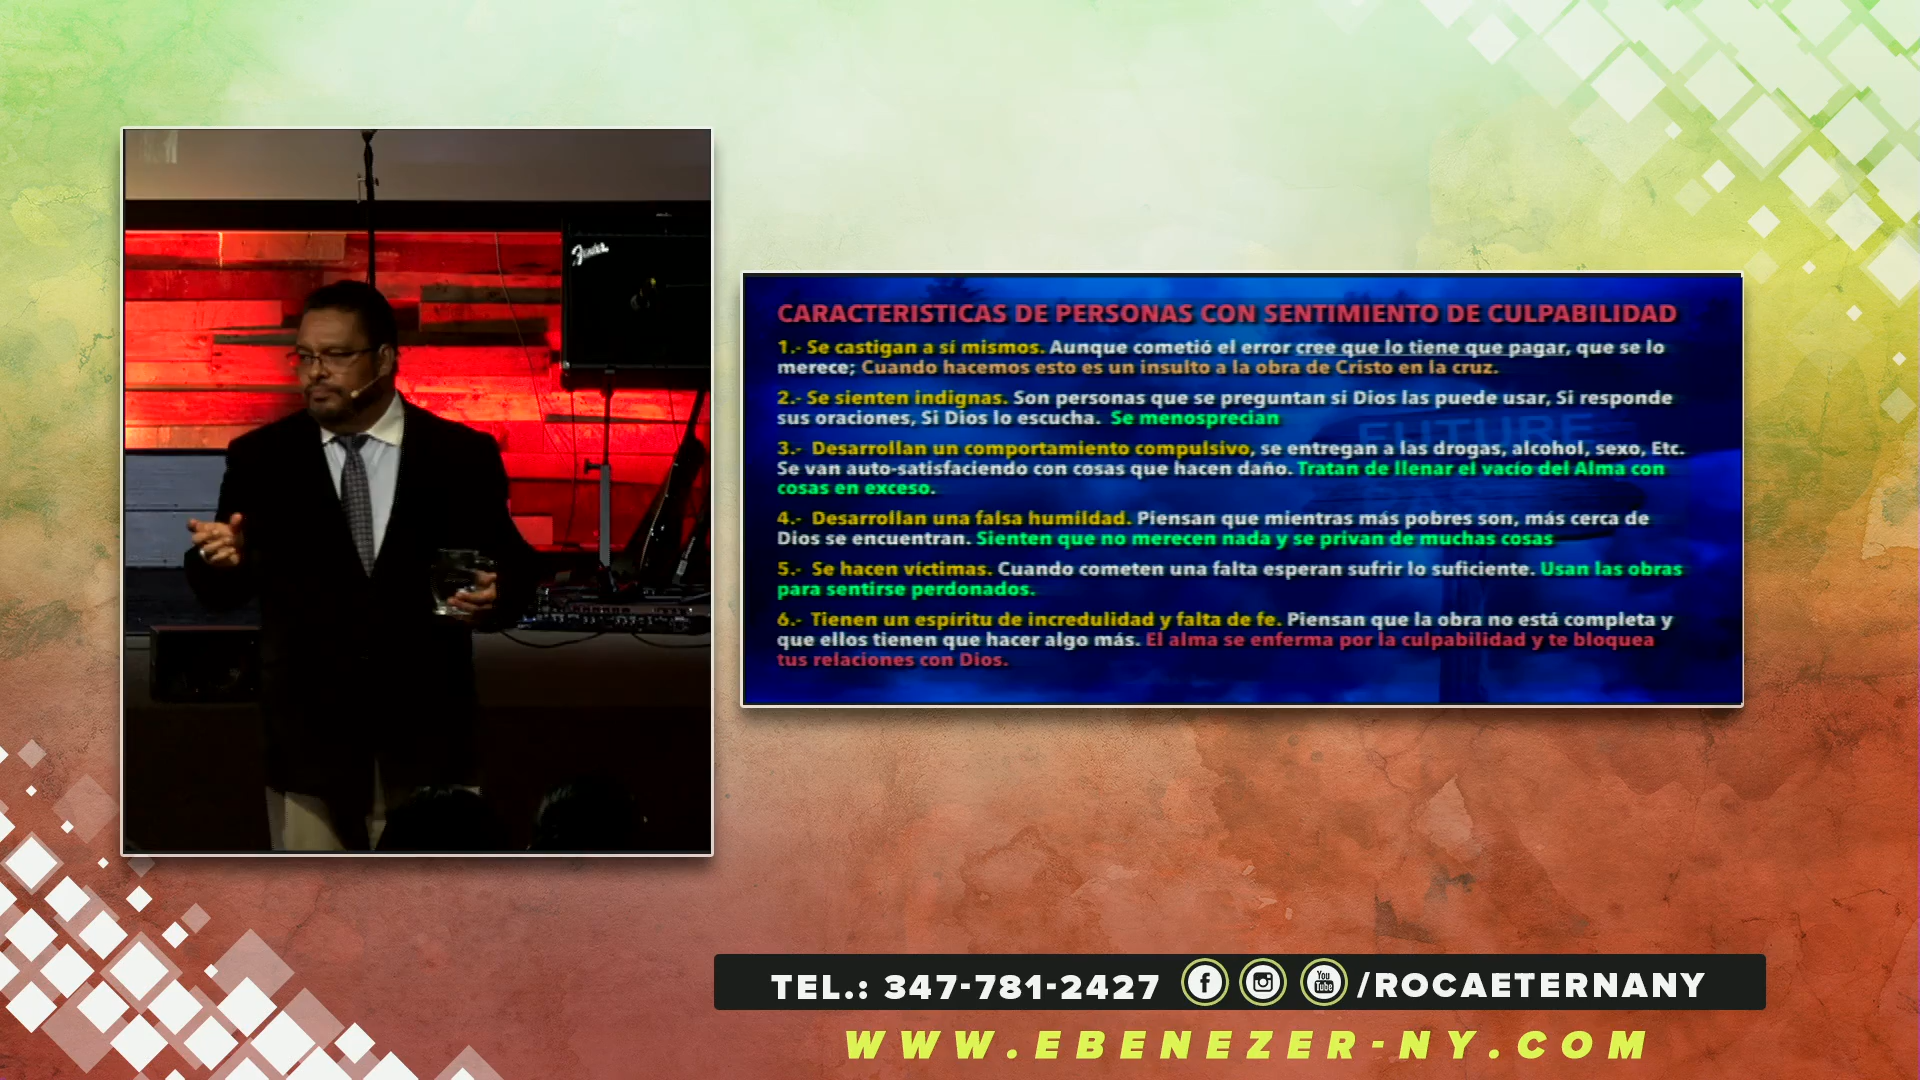 Fender
CARACTERISTICAS DE PERSONAS CON SENTIMIENTO DE CULPABILIDAD
1.- Se castigan a sí mismos. Aunque cometió el error cree que lo tiene que pagar, que se lo
merece; Cuando hacemos esto es un insulto a la obra de Cristo en la cruz.
2.- Se sienten indignas. Son personas que se preguntan si Dios las puede usar, Si responde
sus oraciones, Si Dios lo escucha. Se menosprecian
3.- Desarrollan un comportamiento compulsivo, se entregan a las drogas, alcohol, sexo, Etc.
Se van auto-satisfaciendo con cosas que hacen daño. Tratan de llenar el vacío del Alma con
cosas en exceso.
4.- Desarrollan una falsa humildad. Piensan que mientras más pobres son, más cerca de
Dios se encuentran. Sienten que no merecen nada y se privan de muchas cosas
5.- Se hacen víctimas. Cuando cometen una falta esperan sufrir lo suficiente. Usan las obras
para sentirse perdonados.
6.- Tienen un espíritu de incredulidad y falta de fe. Piensan que la obra no está completa y
que ellos tienen que hacer algo más. El alma se enferma por la culpabilidad y te bloquea
tus relaciones con Dios.
FUTURE
TEL.: 347-781-2427 f You Tube /ROCAETERNANY
WWW.EBENEZER-NY.COM